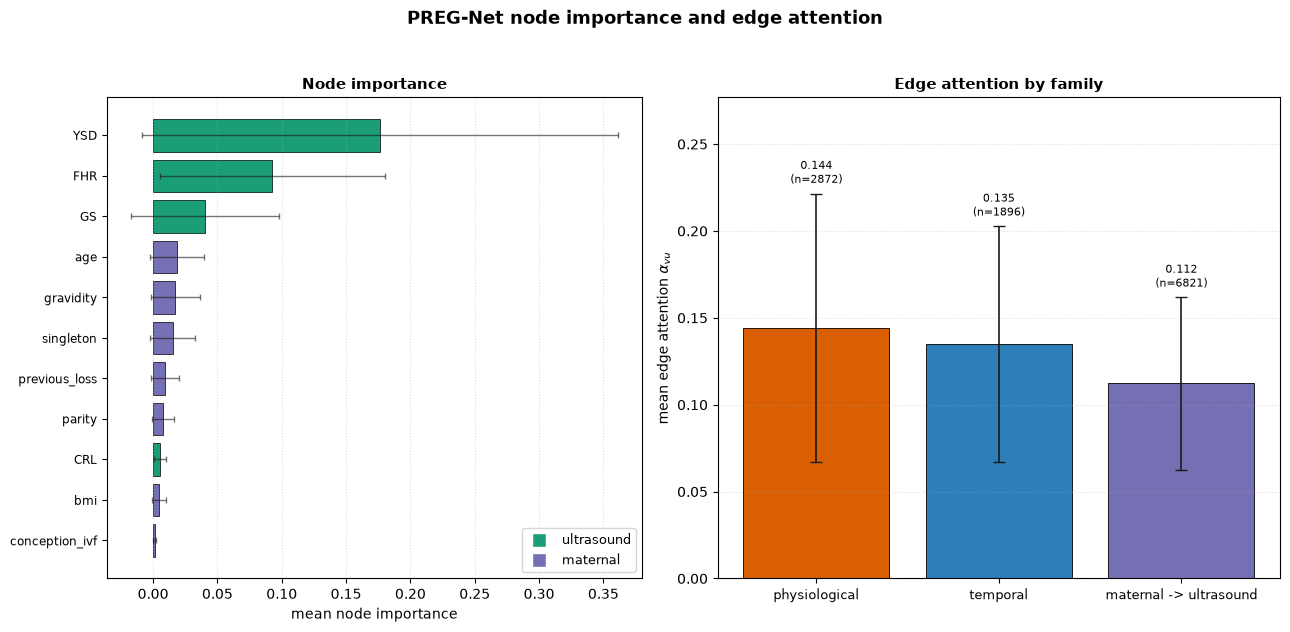 PREG-Net node importance and edge attention
Node importance
YSD
FHR
GS
age
gravidity
singleton
previous_loss
parity
CRL
bmi
conception_ivf
ultrasound
maternal
0.00 0.05 0.10 0.15 0.20 0.25 0.30 0.35
mean node importance
Edge attention by family
mean edge attention αvu
0.25
0.20
0.15
0.10
0.05
0.00
0.144
(n=2872)
0.135
(n=1896)
0.112
(n=6821)
physiological temporal maternal -> ultrasound